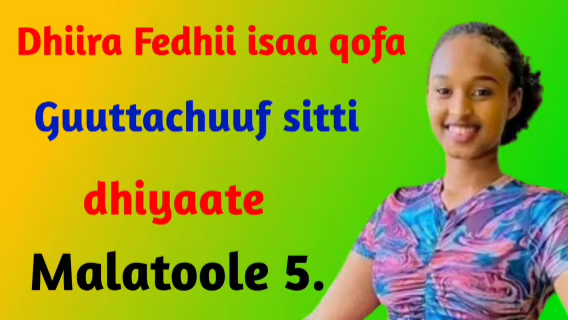 Dhiira Fedhii isaa qofa
Guuttachuuf sitti
dhiyaate
Malatoole 5.